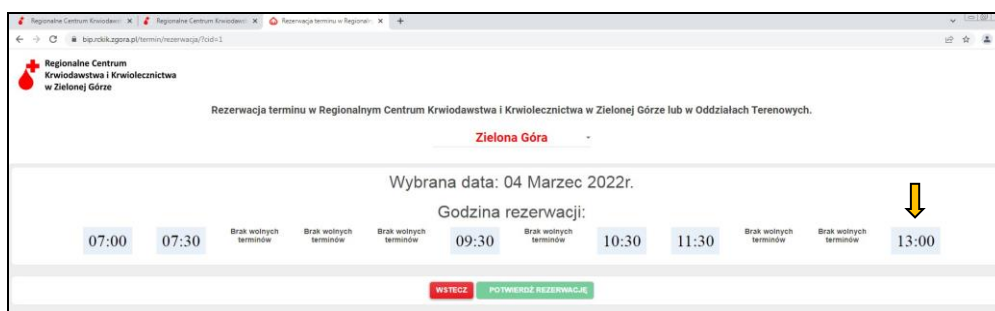 Regionalne Centrum Krwiodawst
Regionalne Centrum Krwiodawst
Rezerwacja terminu w Regionaln
bip.rckik.zgora.pl/termin/rezerwacja/?cid=1
Regionalne Centrum
Krwiodawstwa i Krwiolecznictwa
w Zielonej Górze
Rezerwacja terminu w Regionalnym Centrum Krwiodawstwa i Krwiolecznictwa w Zielonej Górze lub w Oddziałach Terenowych.
Zielona Góra
Wybrana data: 04 Marzec 2022r.
Godzina rezerwacji:
07:00
07:30
Brak wolnych
terminów
Brak wolnych
terminów
Brak wolnych
terminów
09:30
Brak wolnych
terminów
10:30
11:30
Brak wolnych
terminów
Brak wolnych
terminów
13:00
WSTECZ
POTWIERDŹ REZERWACJĘ